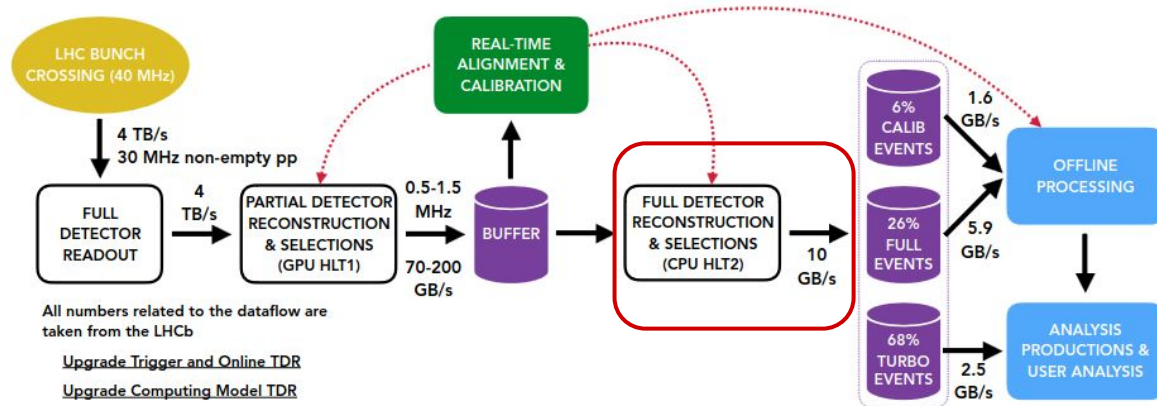 LHC BUNCH
CROSSING (40 MHz)
4 TB/s
30 MHz non-empty pp
FULL
DETECTOR
READOUT
4
TB/s
PARTIAL DETECTOR
RECONSTRUCTION
& SELECTIONS
(GPU HLT1)
0.5-1.5
MHz
70-200
GB/s
BUFFER
REAL-TIME
ALIGNMENT &
CALIBRATION
FULL DETECTOR
RECONSTRUCTION
& SELECTIONS
(CPU HLT2)
10
GB/s
6%
CALIB
EVENTS
26%
FULL
EVENTS
68%
TURBO
EVENTS
1.6
GB/s
5.9
GB/s
2.5
GB/s
OFFLINE
PROCESSING
ANALYSIS
PRODUCTIONS &
USER ANALYSIS
All numbers related to the dataflow are
taken from the LHCb
Upgrade Trigger and Online TDR
Upgrade Computing Model TDR